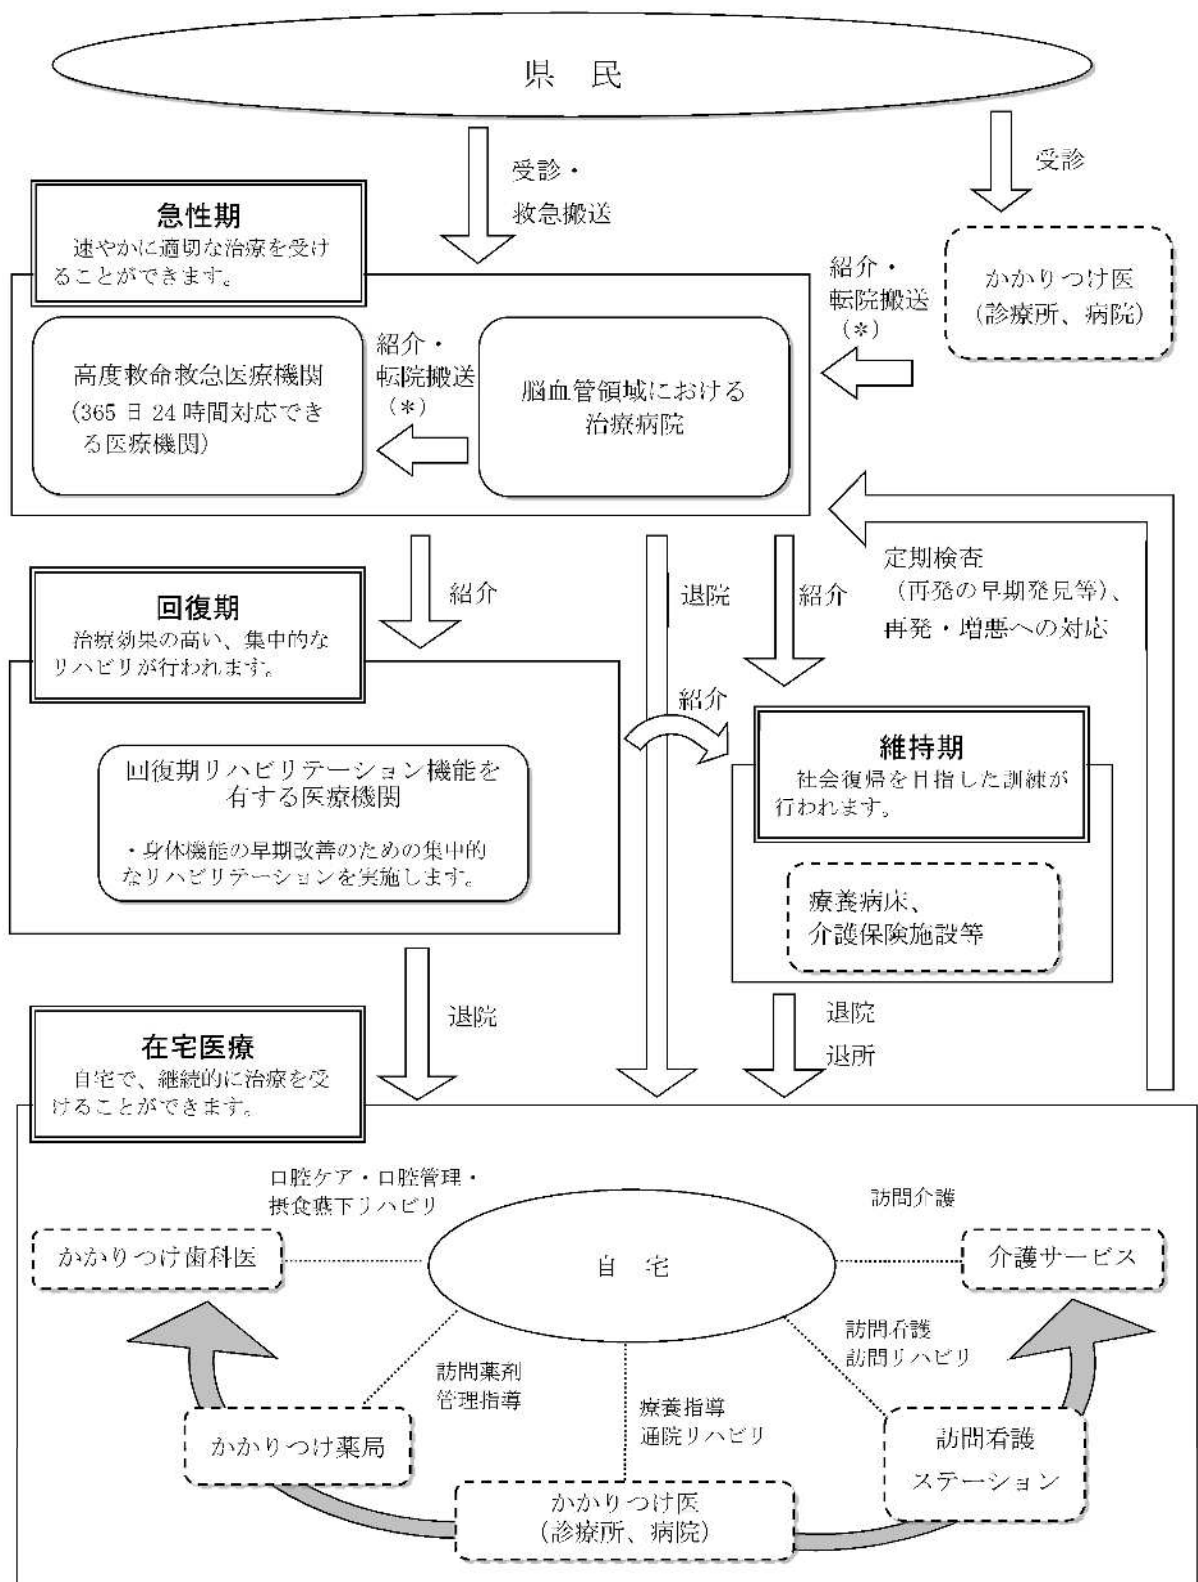 県　民
受診・
救急搬送
受診
急性期
速やかに適切な治療を受け
ることができます。
かかりつけ医
(診療所、病院)
紹介・
転院搬送
(*)
高度救命救急医療機関
(365 日 24 時間対応でき
る医療機関)
紹介・
転院搬送
(*)
脳血管領域における
治療病院
紹介
退院
紹介
定期検査
(再発の早期発見等)、
再発・増悪への対応
回復期
治療効果の高い、集中的な
リハビリが行われます。
紹介
回復期リハビリテーション機能を
有する医療機関
・身体機能の早期改善のための集中的
なリハビリテーションを実施します。
維持期
社会復帰を目指した訓練が
行われます。
療養病床、
介護保険施設等
退院
退院
退所
在宅医療
自宅で、継続的に治療を受
けることができます。
口腔ケア・口腔管理・
摂食嚥下リハビリ
訪問介護
かかりつけ歯科医
自　宅
介護サービス
訪問薬剤
管理指導
療養指導
通院リハビリ
訪問看護
訪問リハビリ
かかりつけ薬局
かかりつけ医
(診療所、病院)
訪問看護
ステーション